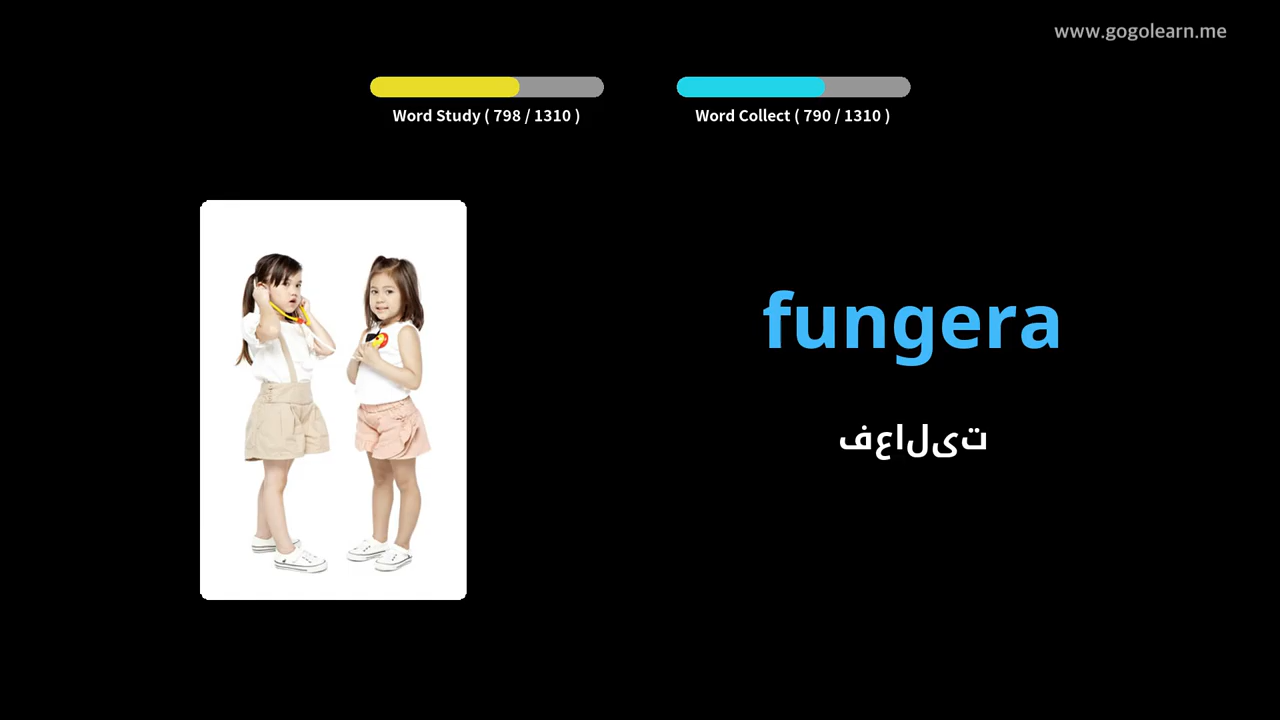 www.gogolearn.me
Word Study ( 798 / 1310 )
Word Collect ( 790 / 1310 )
fungera
فعالیت